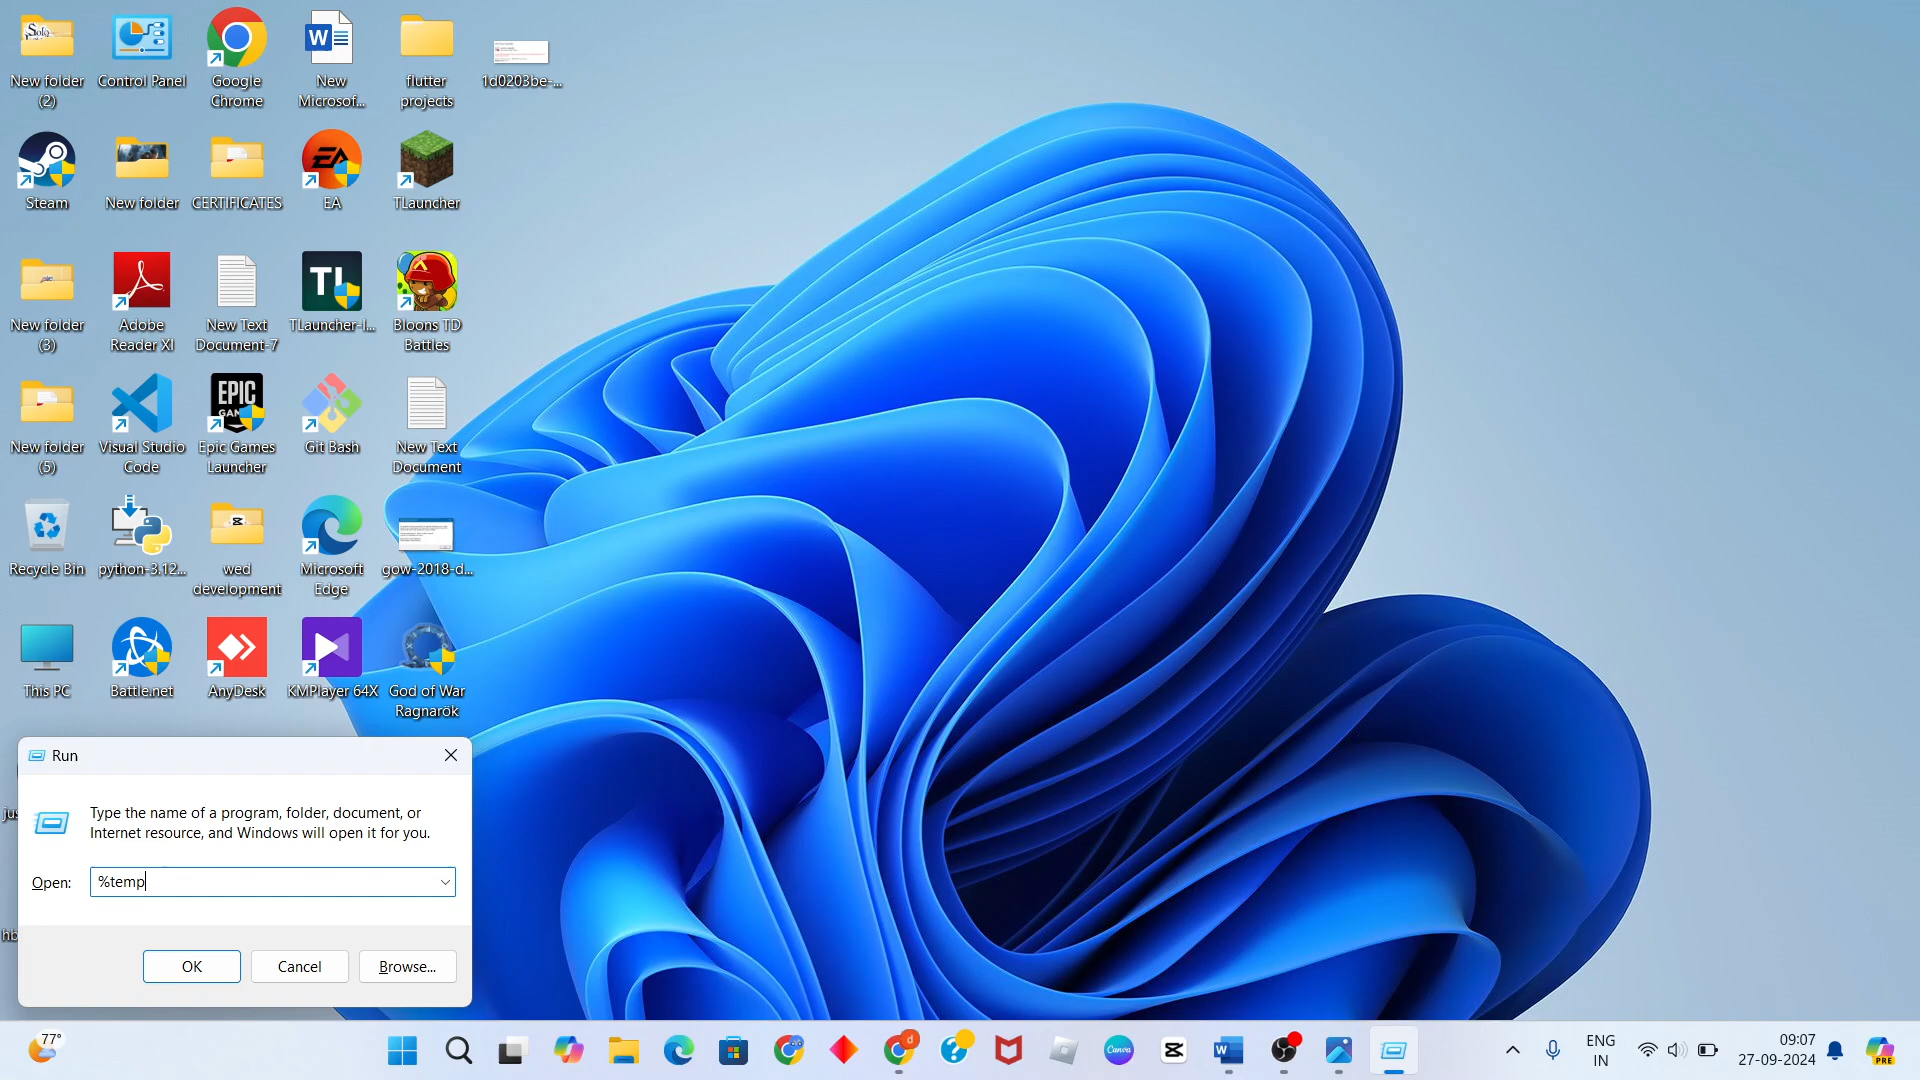 New folder
(2)
Control Panel
Google
Chrome
New
Microsof...
flutter
projects
1d0203be-...
Steam
New folder
CERTIFICATES
EA
TLauncher
New folder
(3)
Adobe
Reader XI
New Text
Document-7
TLauncher-I...
Bloons TD
Battles
New folder
(5)
Visual Studio
Code
Epic Games
Launcher
Git Bash
New Text
Document
Recycle Bin
python-3.12...
wed
development
Microsoft
Edge
gow-2018-d...
This PC
Battle.net
AnyDesk
KMPlayer 64X
God of War
Ragnarök
Run
Type the name of a program, folder, document, or
Internet resource, and Windows will open it for you.
Open:
%temp
OK
Cancel
Browse...
77°
ENG
IN
09:07
27-09-2024